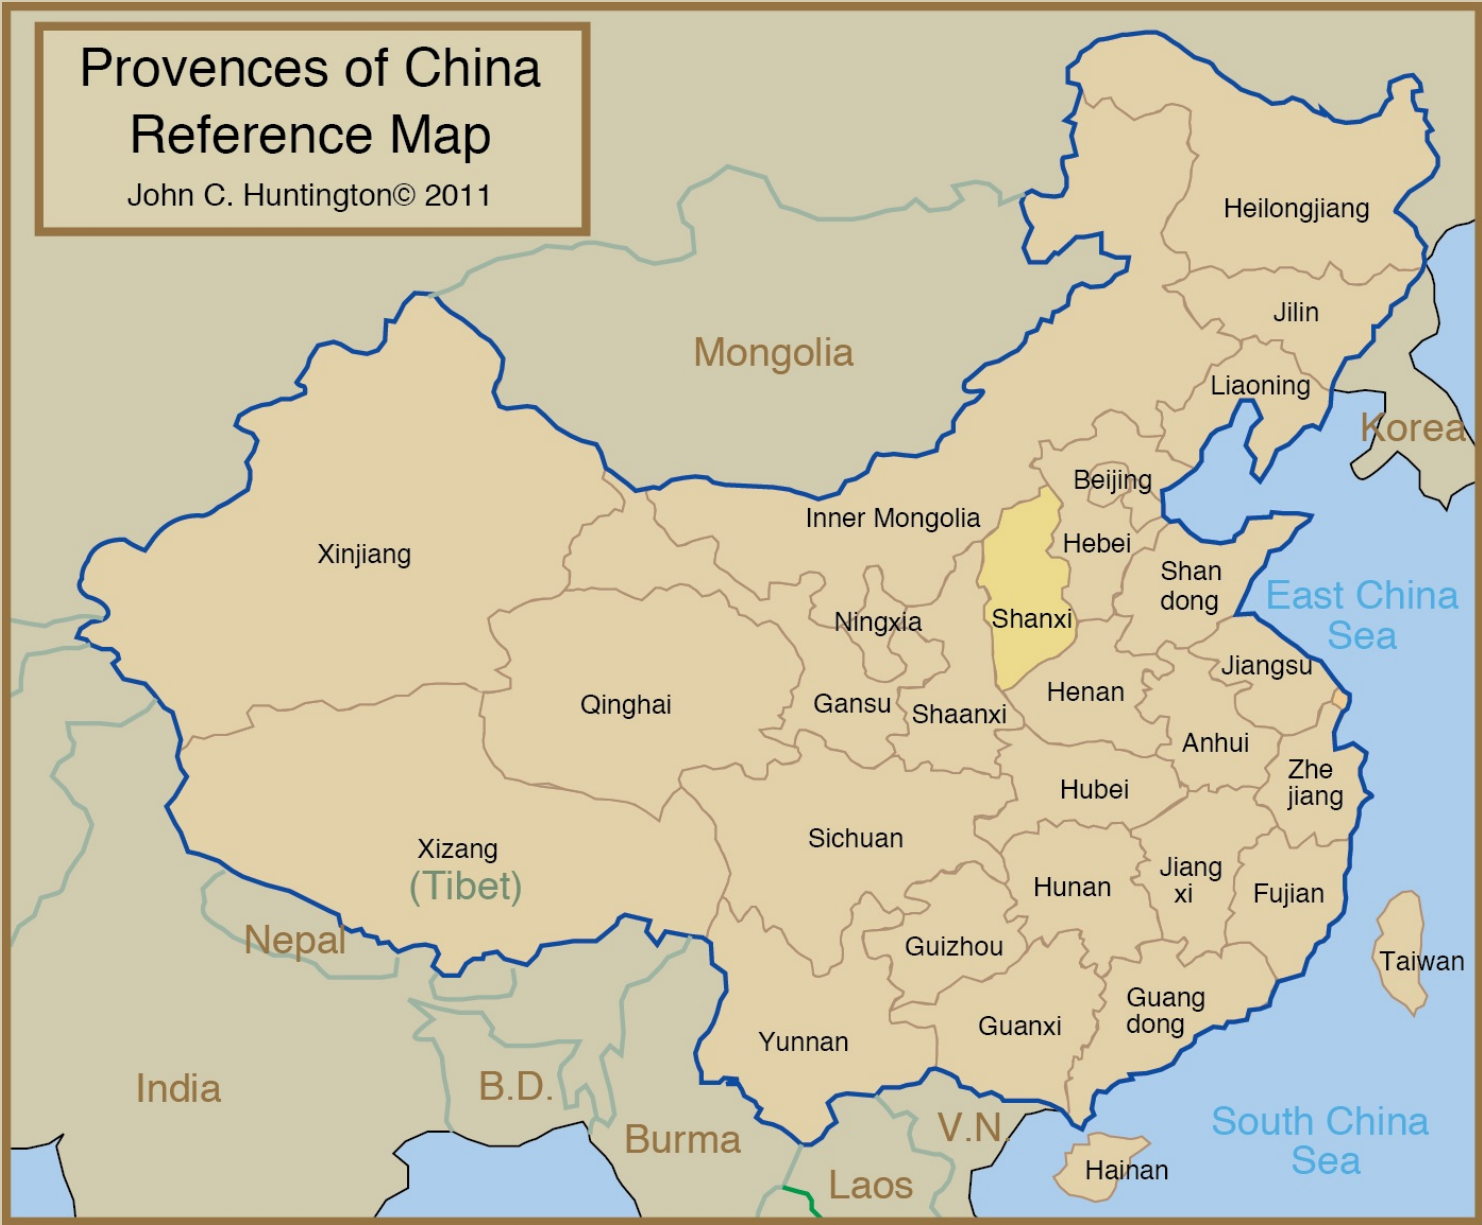 Provences of China
Reference Map
John C. Huntington© 2011
Heilongjiang
Jilin
Mongolia
Liaoning
Korea
Beijing
Inner Mongolia
Hebei
Xinjiang
Shan
dong
East China
Sea
Ningxia
Shanxi
Jiangsu
Qinghai
Gansu
Shaanxi
Henan
Anhui
Zhe
jiang
Hubei
Sichuan
Xizang
(Tibet)
Hunan
Jiang
xi
Fujian
Nepal
Guizhou
Taiwan
Guang
dong
Guanxi
Yunnan
India
B.D.
Burma
V.N.
South China
Sea
Hainan
Laos